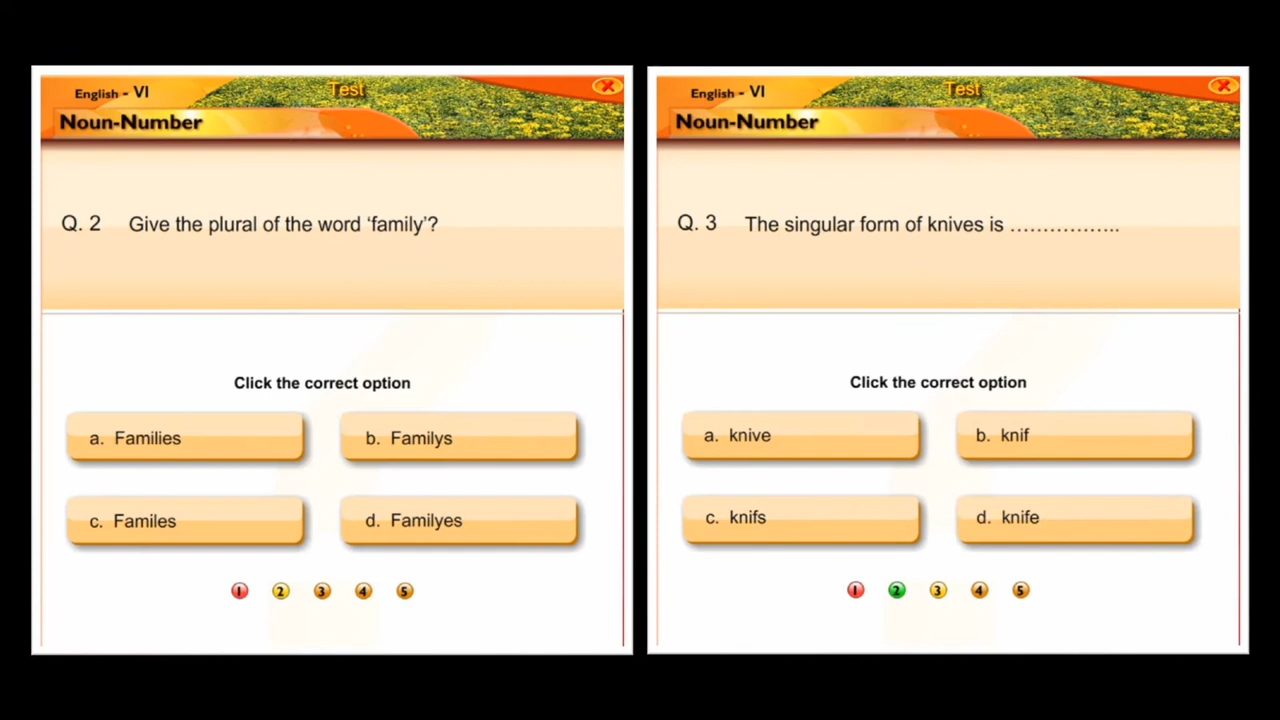 English - VI
Test
Noun-Number
Q. 2 Give the plural of the word ‘family’?
Click the correct option
a. Families
b. Familys
c. Familes
d. Familyes
1 2 3 4 5
English - VI
Test
Noun-Number
Q. 3 The singular form of knives is ……………..
Click the correct option
a. knive
b. knif
c. knifs
d. knife
1 2 3 4 5